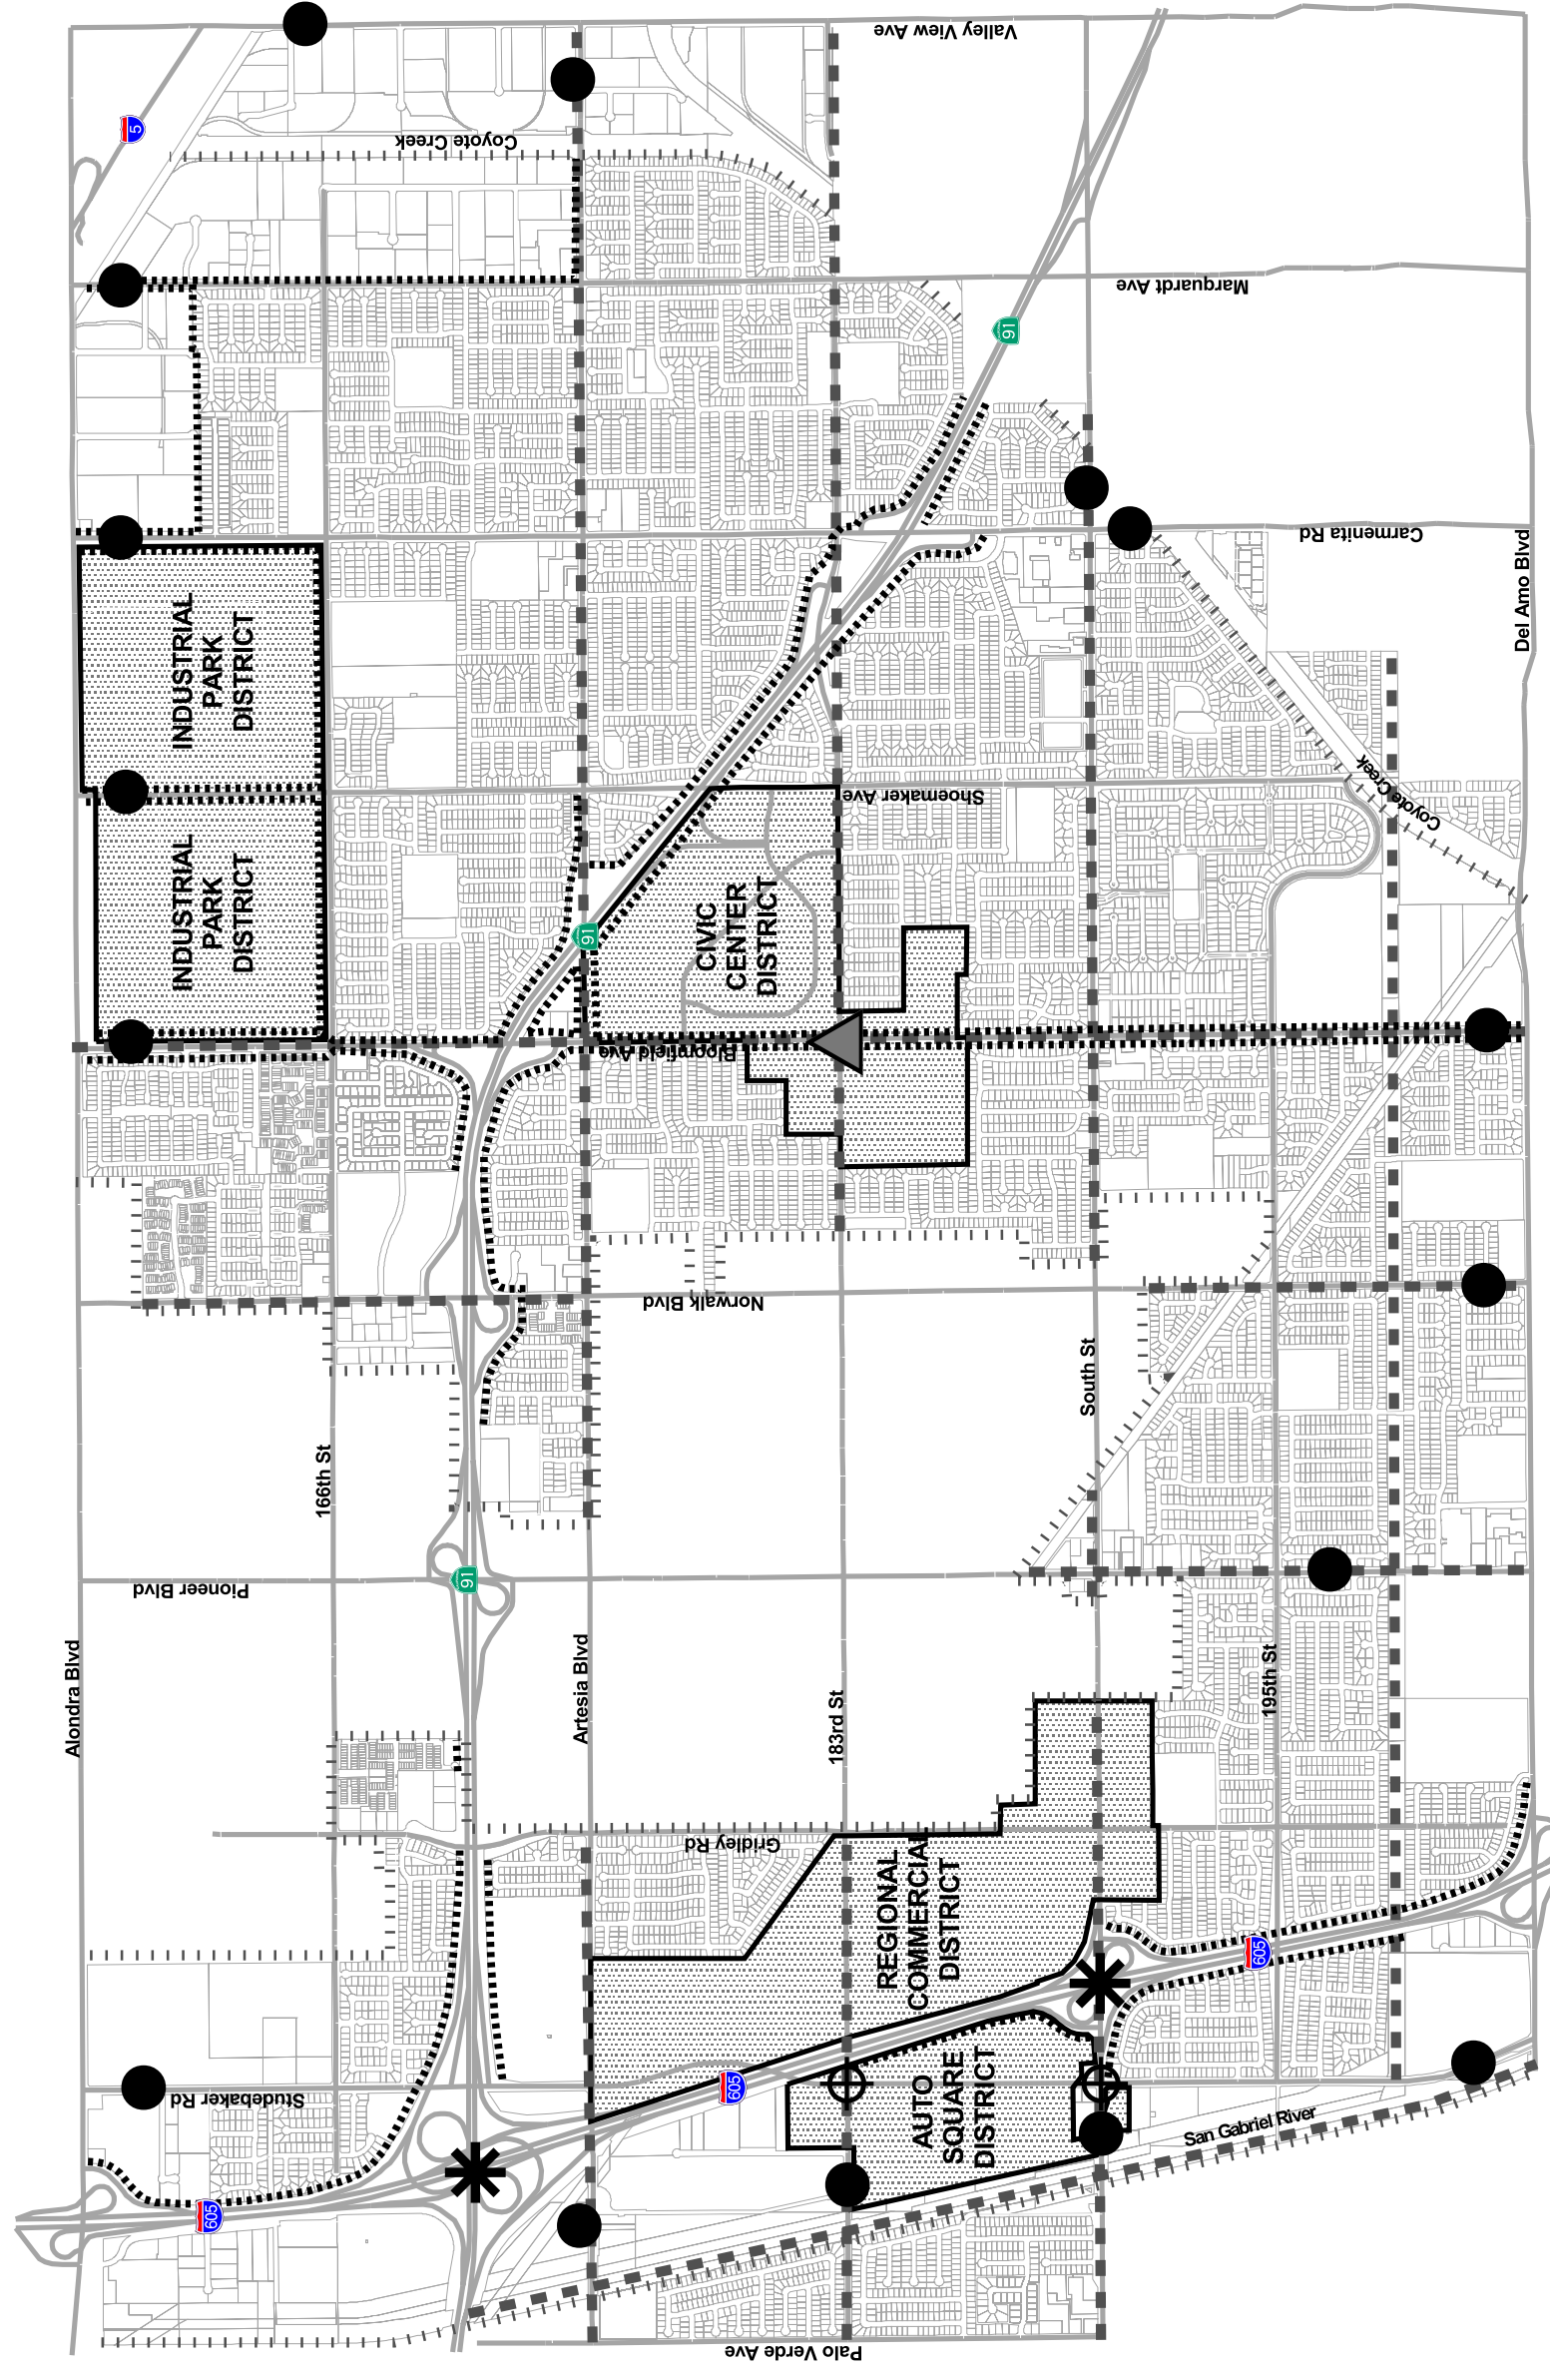 Valley View Ave
5
Coyote Creek
Marquardt Ave
91
Carmenita Rd
Del Amo Blvd
INDUSTRIAL
PARK
DISTRICT
Shoemaker Ave
Coyote Creek
INDUSTRIAL
PARK
DISTRICT
CIVIC
CENTER
DISTRICT
91
Bloomfield Ave
Norwalk Blvd
South St
166th St
91
Pioneer Blvd
Alondra Blvd
Artesia Blvd
183rd St
195th St
Gridley Rd
REGIONAL
COMMERCIAL
DISTRICT
605
Studebaker Rd
605
AUTO
SQUARE
DISTRICT
San Gabriel River
605
Palo Verde Ave